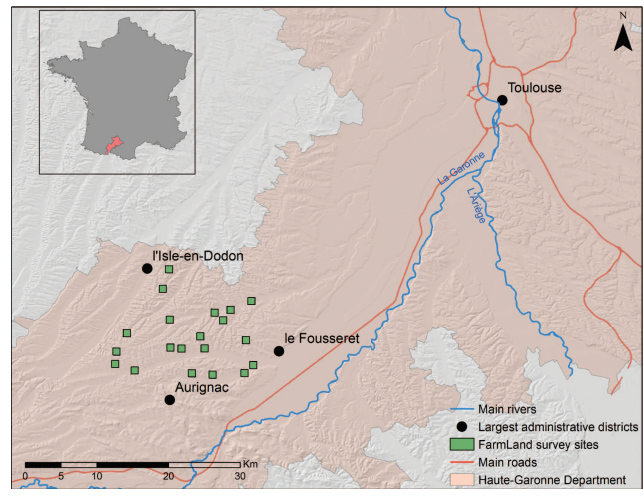 N
Toulouse
La Garonne
L'Ariège
l'Isle-en-Dodon
le Fousseret
Aurignac
Main rivers
Largest administrative districts
FarmLand survey sites
Main roads
Haute-Garonne Department
Km
0 5 10 20 30